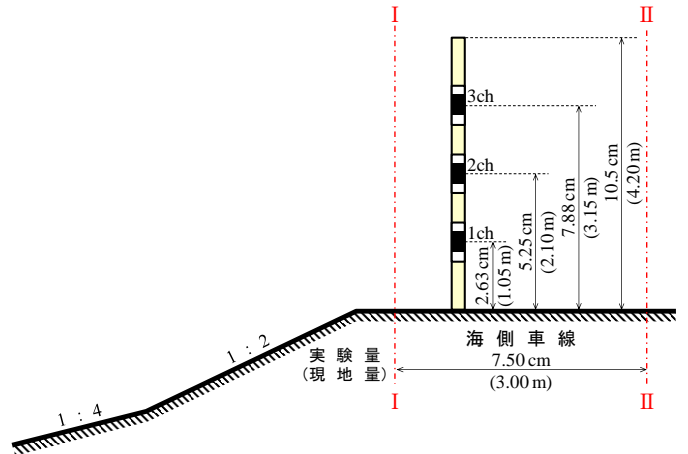 I
II
3ch
2ch
1ch
2.63 cm
(1.05 m)
5.25 cm
(2.10 m)
7.88 cm
(3.15 m)
10.5 cm
(4.20 m)
1 : 2
1 : 4
海側車線
実験量
(現地量)
7.50 cm
(3.00 m)
I
II